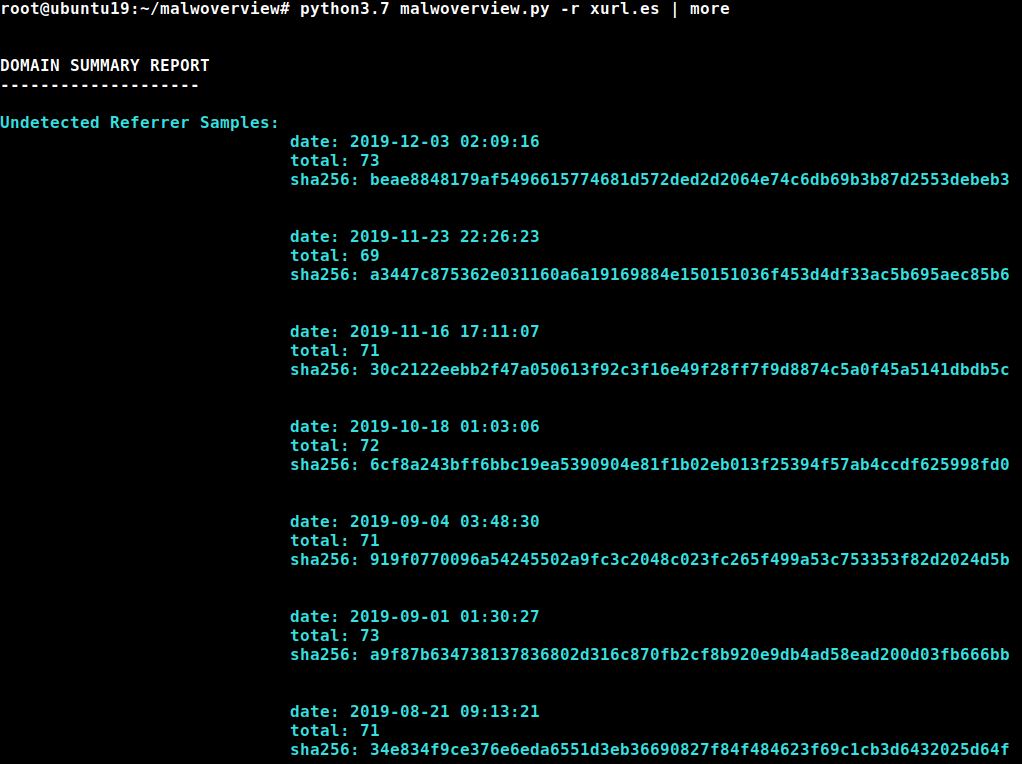 root@ubuntu19:~/malwoverview# python3.7 malwoverview.py -r xurl.es | more
DOMAIN SUMMARY REPORT
--------------------
Undetected Referrer Samples:
date: 2019-12-03 02:09:16
total: 73
sha256: beae8848179af5496615774681d572ded2d2064e74c6db69b3b87d2553debeb3
date: 2019-11-23 22:26:23
total: 69
sha256: a3447c875362e031160a6a19169884e150151036f453d4df33ac5b695aec85b6
date: 2019-11-16 17:11:07
total: 71
sha256: 30c2122eebb2f47a050613f92c3f16e49f28ff7f9d8874c5a0f45a5141dbdb5c
date: 2019-10-18 01:03:06
total: 72
sha256: 6cf8a243bff6bbc19ea5390904e81f1b02eb013f25394f57ab4ccdf625998fd0
date: 2019-09-04 03:48:30
total: 71
sha256: 919f0770096a54245502a9fc3c2048c023fc265f499a53c753353f82d2024d5b
date: 2019-09-01 01:30:27
total: 73
sha256: a9f87b634738137836802d316c870fb2cf8b920e9db4ad58ead200d03fb666bb
date: 2019-08-21 09:13:21
total: 71
sha256: 34e834f9ce376e6eda6551d3eb36690827f84f484623f69c1cb3d6432025d64f